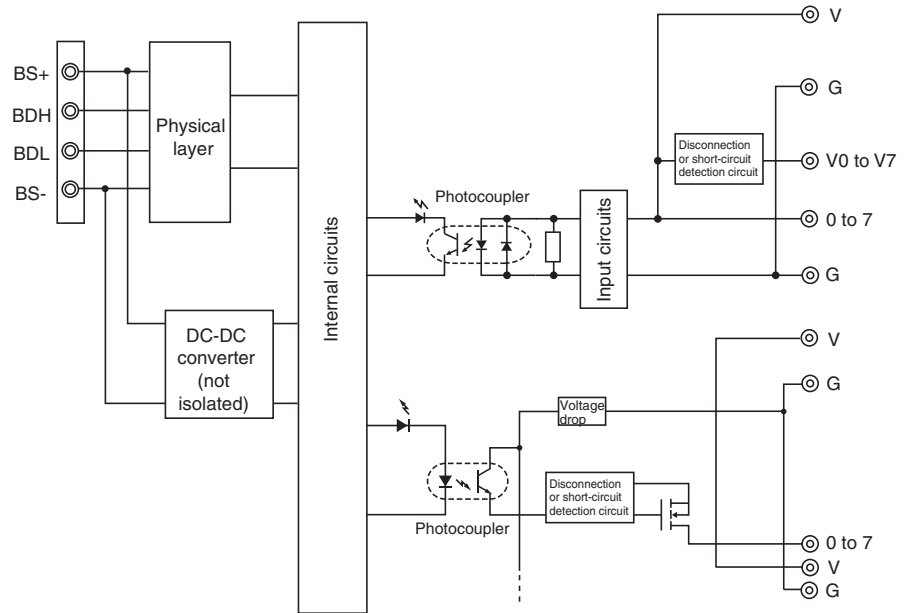 BS+
BDH
BDL
BS-
Physical
layer
DC-DC
converter
(not
isolated)
Internal circuits
Photocoupler
Input circuits
V
G
Disconnection
or short-circuit
detection circuit
V0 to V7
0 to 7
G
Photocoupler
Voltage
drop
Disconnection
or short-circuit
detection circuit
V
G
0 to 7
V
G